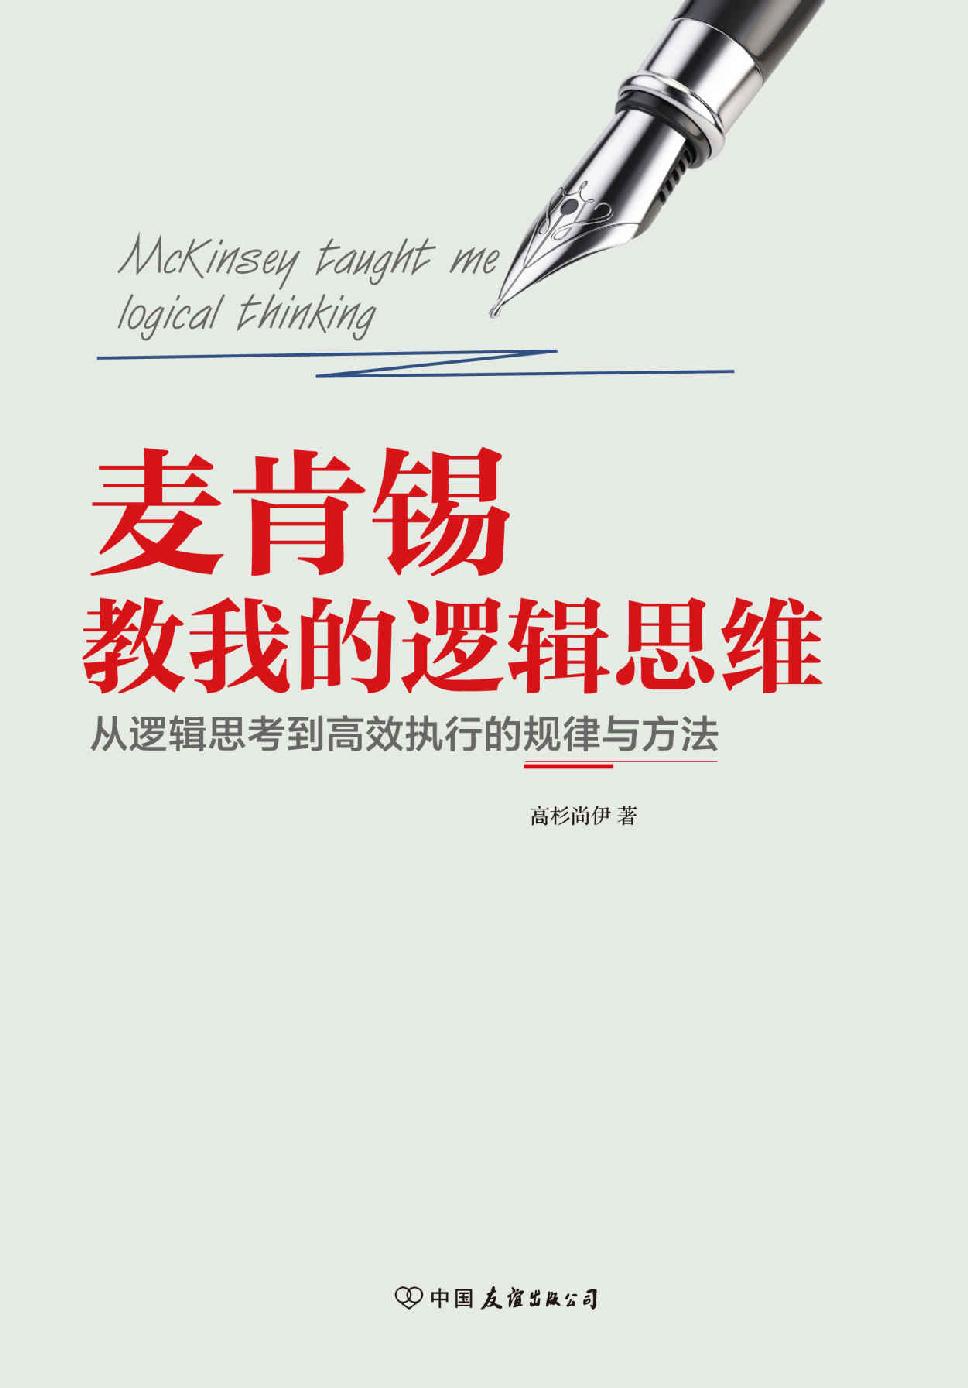 McKinsey taught me
logical thinking
麦肯锡
教我的逻辑思维
从逻辑思考到高效执行的规律与方法
高杉尚伊 著
中国友谊出版公司